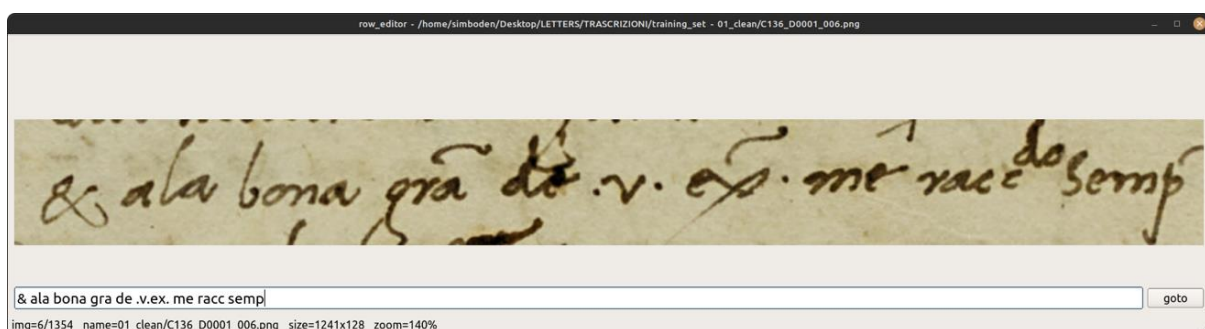 row_editor - /home/simboden/Desktop/LETTERS/TRASCRIZIONI/training_set - 01_clean/C136_D0001_006.png
& ala bona gra de .v. ex. me racc do semp
& ala bona gra de .v.ex. me racc semp
goto
img=6/1354 name=01_clean/C136_D0001_006.png size=1241x128 zoom=140%